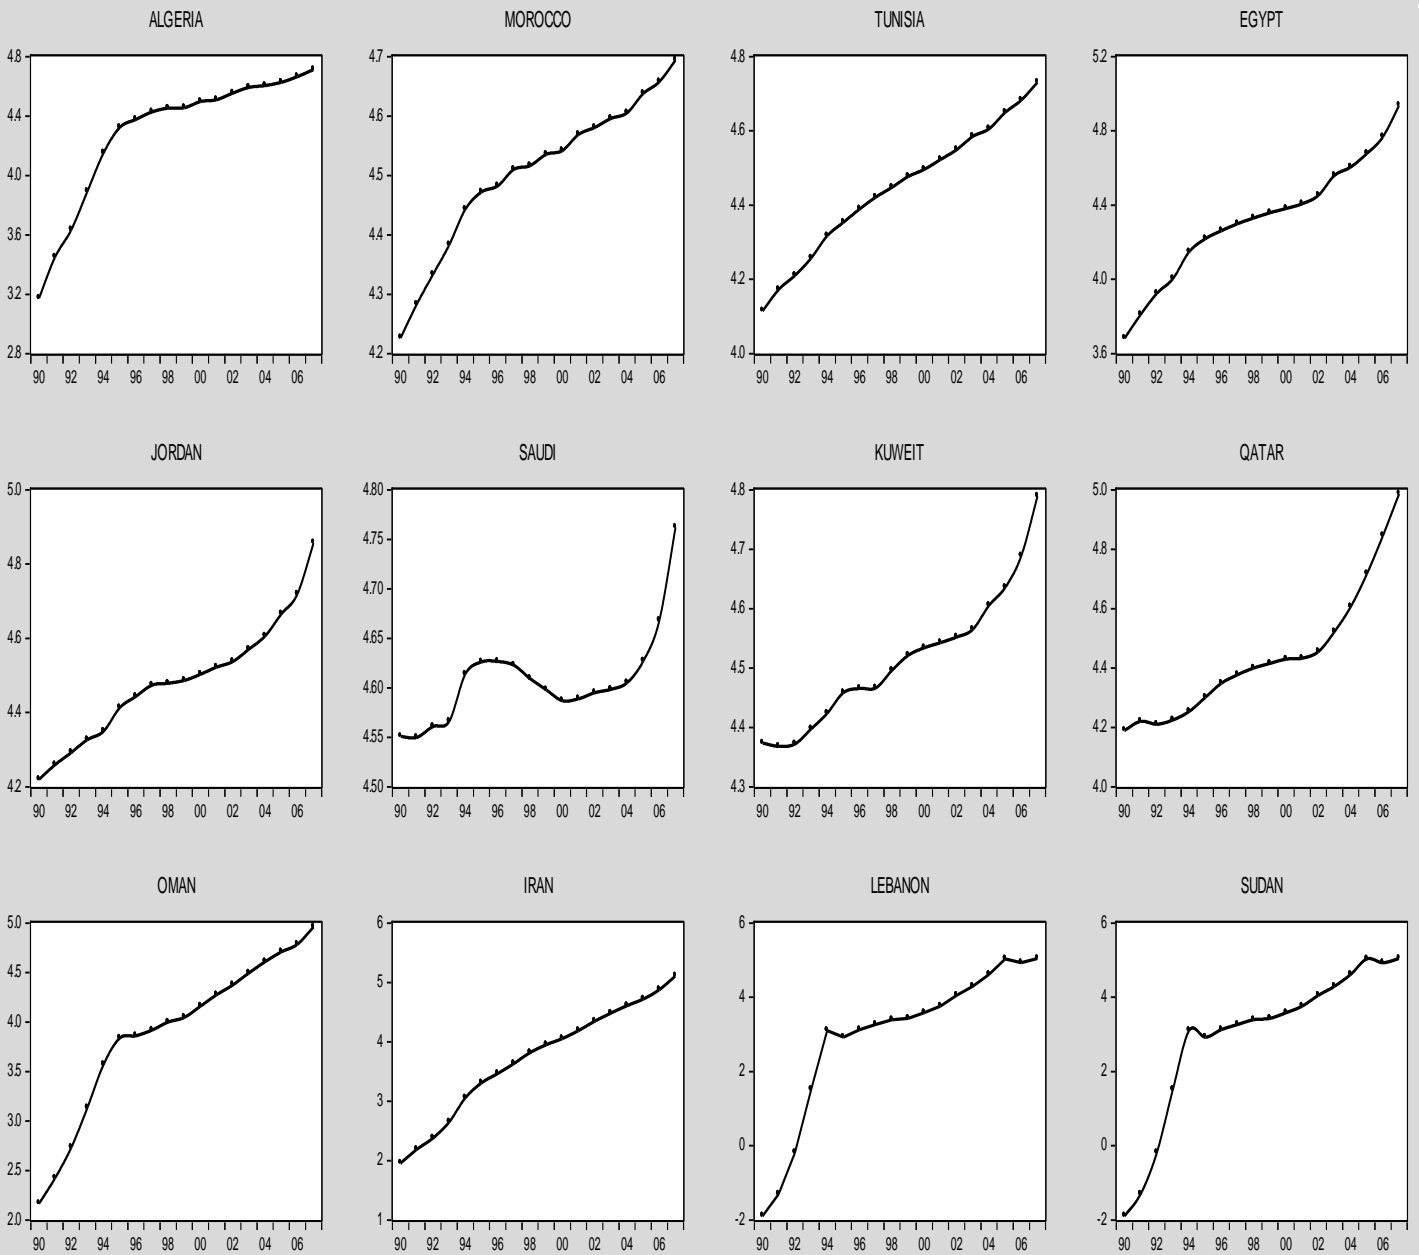 ALGERIA MOROCCO TUNISIA EGYPT
4.8 4.7 4.8 5.2
4.4 4.6 4.6 4.8
4.0 4.5 4.4 4.4
3.6 4.4 4.2 4.0
3.2 4.3 4.0 3.6
2.8 4.2
90 92 94 96 98 00 02 04 06 90 92 94 96 98 00 02 04 06 90 92 94 96 98 00 02 04 06 90 92 94 96 98 00 02 04 06
JORDAN SAUDI KUWEIT QATAR
5.0 4.80 4.8 5.0
4.8 4.75 4.7 4.8
4.6 4.70 4.6 4.6
4.4 4.65 4.5 4.4
4.2 4.60 4.4 4.2
4.55 4.3 4.0
4.50
90 92 94 96 98 00 02 04 06 90 92 94 96 98 00 02 04 06 90 92 94 96 98 00 02 04 06 90 92 94 96 98 00 02 04 06
OMAN IRAN LEBANON SUDAN
5.0 6 6 6
4.5 5 4 4
4.0 4 2 2
3.5 3 0 0
3.0 2 -2 -2
2.5 1
2.0
90 92 94 96 98 00 02 04 06 90 92 94 96 98 00 02 04 06 90 92 94 96 98 00 02 04 06 90 92 94 96 98 00 02 04 06